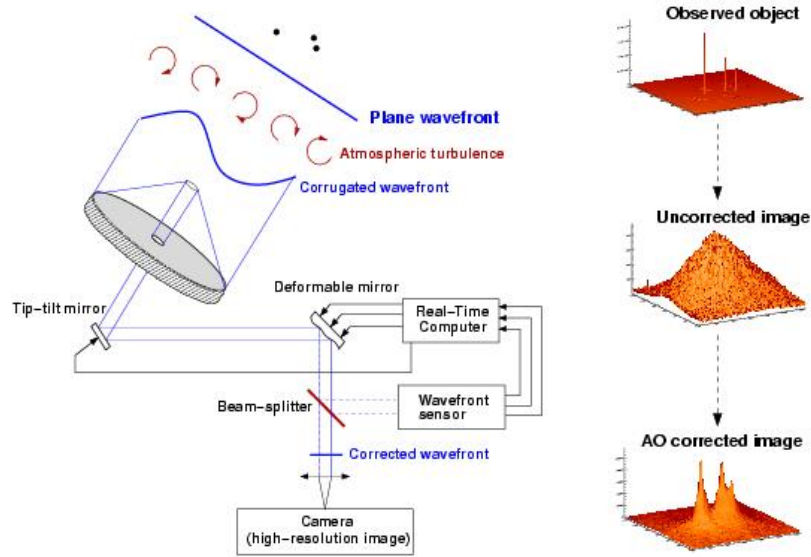 Plane wavefront
Atmospheric turbulence
Corrugated wavefront
Tip-tilt mirror
Deformable mirror
Real-Time
Computer
Beam-splitter
Wavefront
sensor
Corrected wavefront
Camera
(high-resolution image)
Observed object
Uncorrected image
AO corrected image